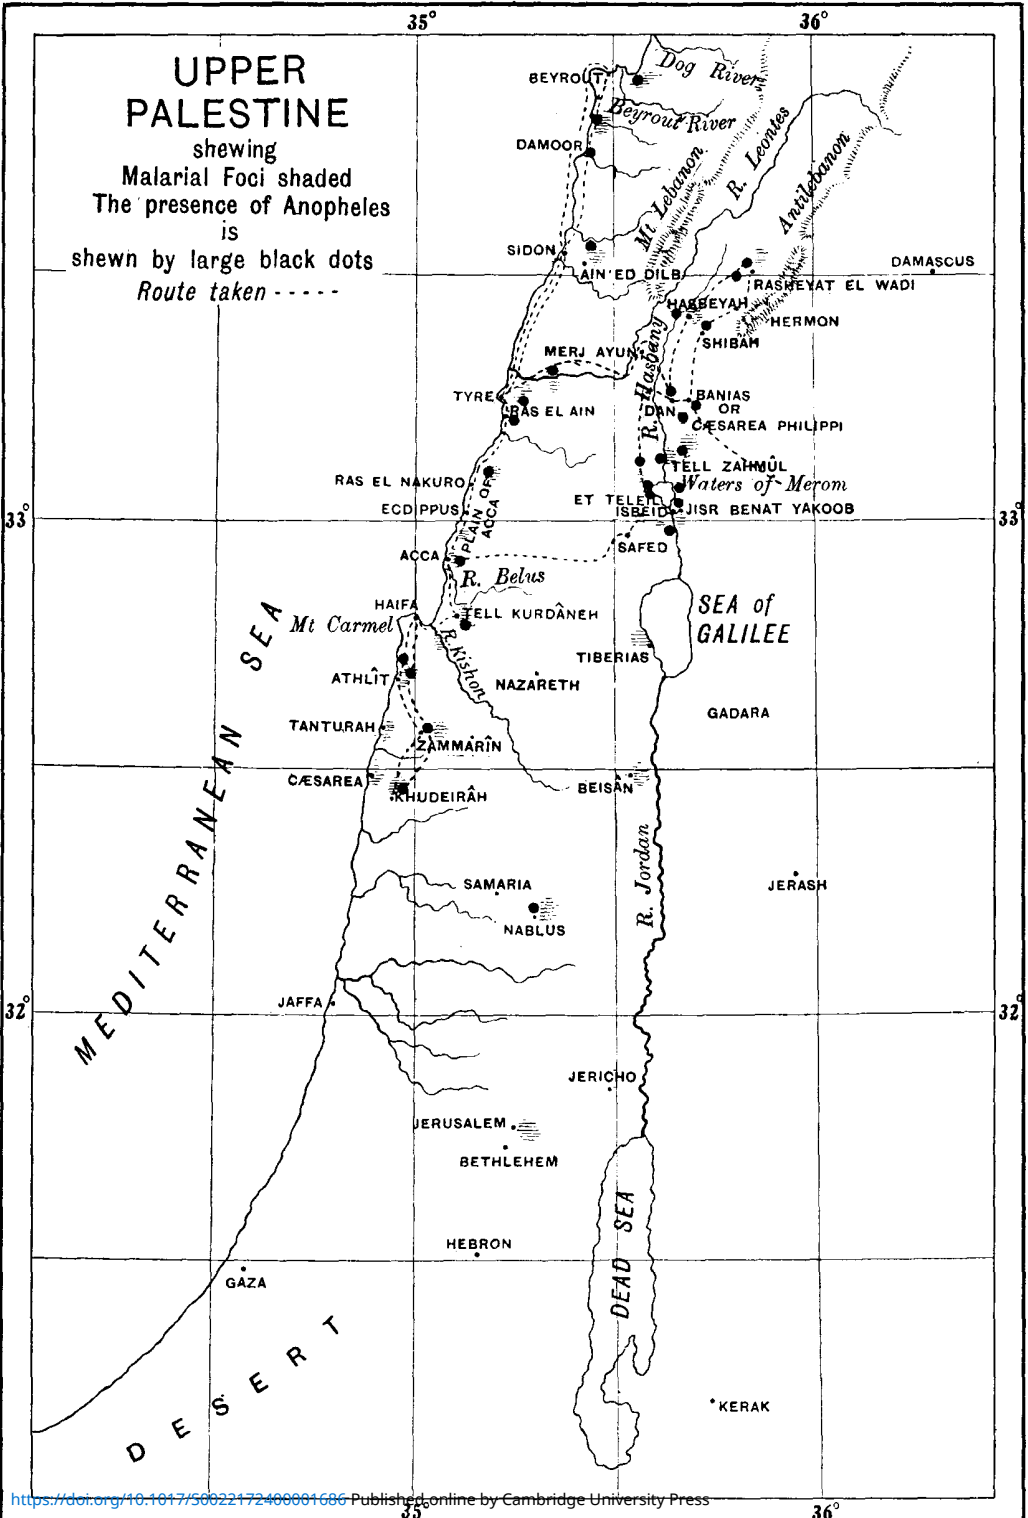 35°
36°
UPPER
PALESTINE
shewing
Malarial Foci shaded
The presence of Anopheles
is
shewn by large black dots
Route taken - - - - -
BEYROUT
Dog River
Beyrout River
DAMOOR
Mt Lebanon
R. Leontes
Antilebanon
SIDON
AIN ED DILB
DAMASCUS
RASHEYAT EL WADI
HASBEYAH
HERMON
SHIBAH
R. Hasbany
MERJ AYUN
TYRE
RAS EL AIN
BANIAS
OR
CÆSAREA PHILIPPI
DAN
TELL ZAHMÛL
Waters of Merom
RAS EL NAKURO
ECDIPPUS
PLAIN OF
ACCA
ET TELEIL
ISBEID
JISR BENAT YAKOOB
33°
33°
SAFED
ACCA
R. Belus
HAIFA
TELL KURDÂNEH
Mt Carmel
R. Kishon
SEA of
GALILEE
TIBERIAS
ATHLÎT
NAZARETH
GADARA
TANTURAH
ZAMMARÎN
CÆSAREA
KHUDEIRÂH
BEISÂN
MEDITERRANEAN SEA
R. Jordan
SAMARIA
JERASH
NABLUS
JAFFA
32°
32°
JERICHO
JERUSALEM
BETHLEHEM
HEBRON
GAZA
DEAD SEA
DESERT
KERAK
https://doi.org/10.1017/S0022172400001686 Published online by Cambridge University Press
35°
36°